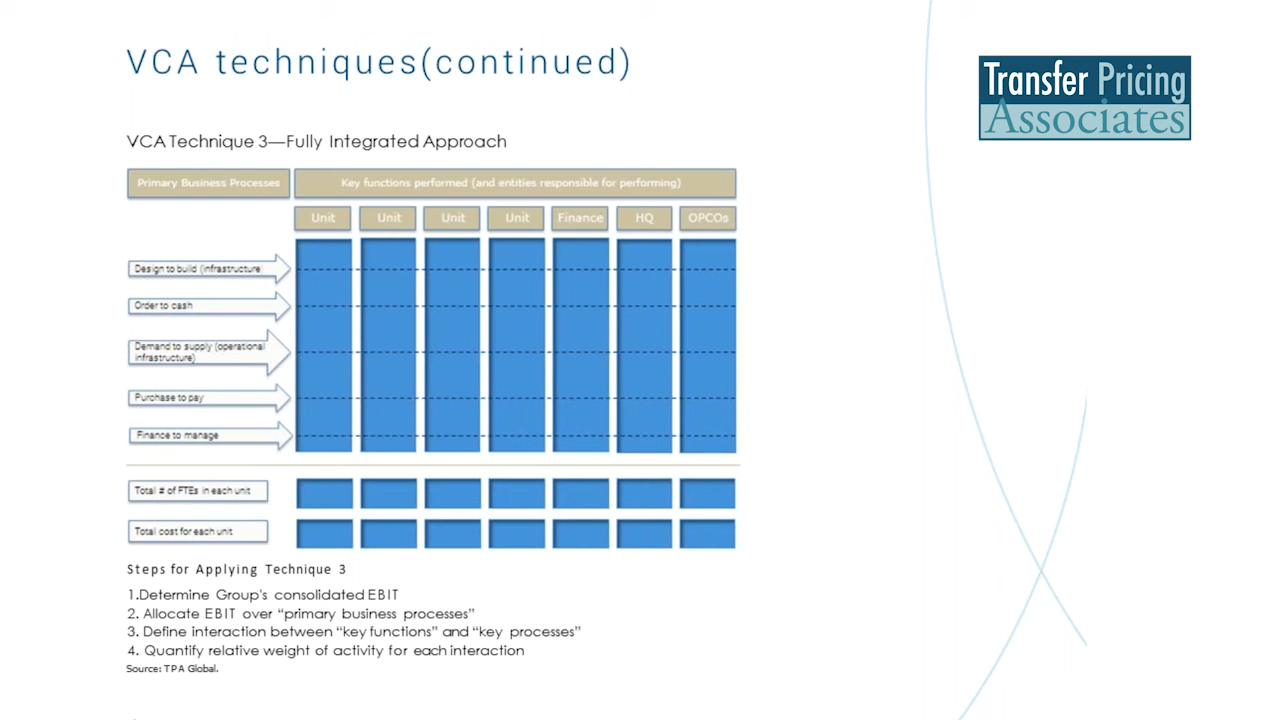 VCA techniques(continued)
Transfer Pricing
Associates
VCA Technique 3—Fully Integrated Approach
Primary Business Processes
Key functions performed (and entities responsible for performing)
Unit
Unit
Unit
Unit
Finance
HQ
OPCOs
Design to build (infrastructure
Order to cash
Demand to supply (operational
infrastructure)
Purchase to pay
Finance to manage
Total # of FTEs in each unit
Total cost for each unit
Steps for Applying Technique 3
1.Determine Group's consolidated EBIT
2. Allocate EBIT over “primary business processes”
3. Define interaction between “key functions” and “key processes”
4. Quantify relative weight of activity for each interaction
Source: TPA Global.